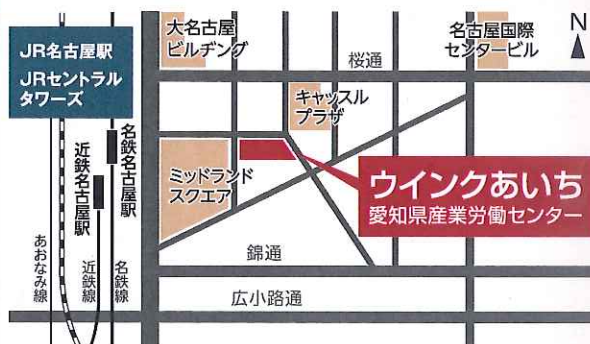 JR名古屋駅
JRセントラル
タワーズ
大名古屋
ビルヂング
名古屋国際
センタービル
N
桜通
キャッスル
プラザ
名鉄名古屋駅
近鉄名古屋駅
ミッドランド
スクエア
ウインクあいち
愛知県産業労働センター
あおなみ線
近鉄線
名鉄線
錦通
広小路通